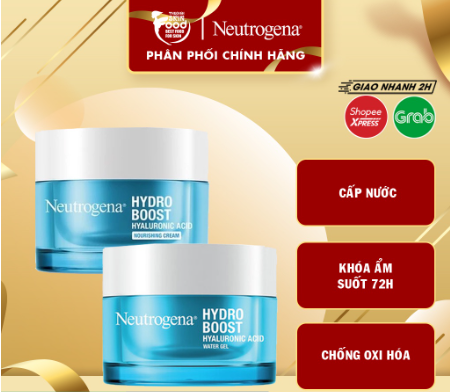 Food
Neutrogena®
PHÂN PHỐI CHÍNH HÃNG
GIAO NHANH 2H
Shopee
XPRESS
Grab
Neutrogena®
HYDRO
BOOST
HYALURONIC ACID
NOURISHING CREAM
Neutrogena®
HYDRO
BOOST
HYALURONIC ACID
WATER GEL
CẤP NƯỚC
KHÓA ẨM
SUỐT 72H
CHỐNG OXI HÓA